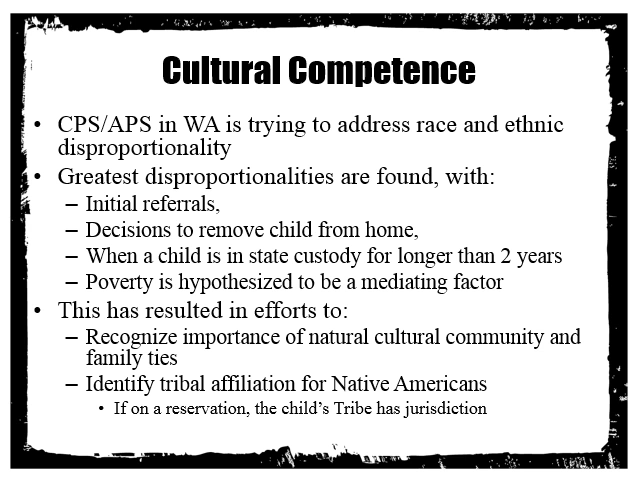 Cultural Competence
• CPS/APS in WA is trying to address race and ethnic
disproportionality
• Greatest disproportionalities are found, with:
– Initial referrals,
– Decisions to remove child from home,
– When a child is in state custody for longer than 2 years
– Poverty is hypothesized to be a mediating factor
• This has resulted in efforts to:
– Recognize importance of natural cultural community and
family ties
– Identify tribal affiliation for Native Americans
• If on a reservation, the child’s Tribe has jurisdiction